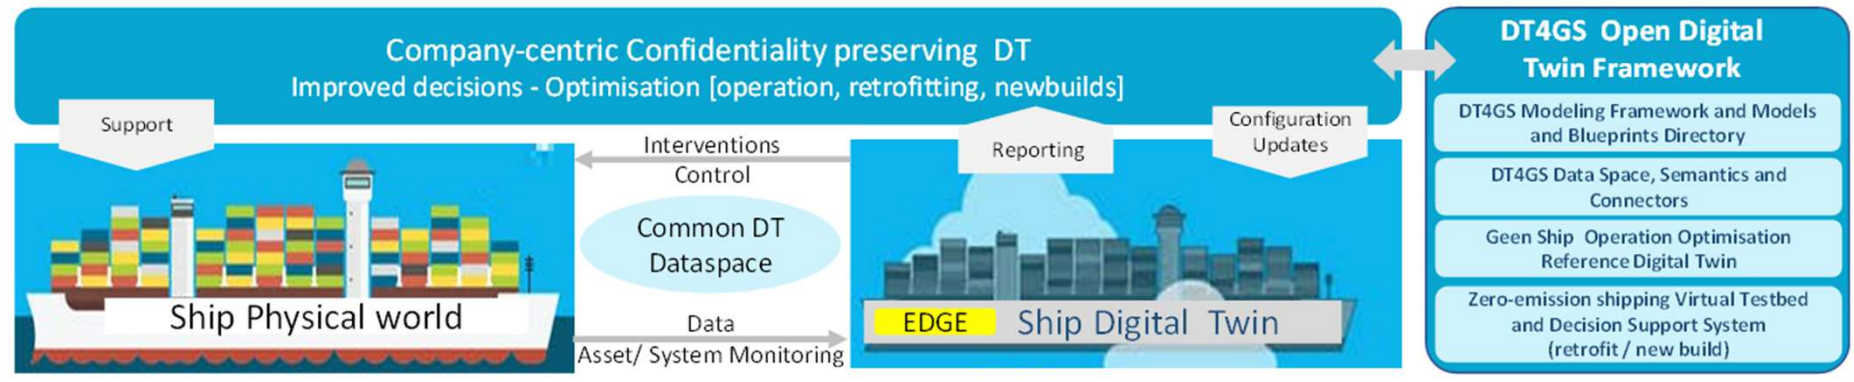 Company-centric Confidentiality preserving DT
Improved decisions - Optimisation [operation, retrofitting, newbuilds]
Support
Interventions
Control
Reporting
Configuration
Updates
Common DT
Dataspace
Ship Physical world
Data
Asset/ System Monitoring
EDGE
Ship Digital Twin
DT4GS Open Digital
Twin Framework
DT4GS Modeling Framework and Models
and Blueprints Directory
DT4GS Data Space, Semantics and
Connectors
Geen Ship Operation Optimisation
Reference Digital Twin
Zero-emission shipping Virtual Testbed
and Decision Support System
(retrofit / new build)